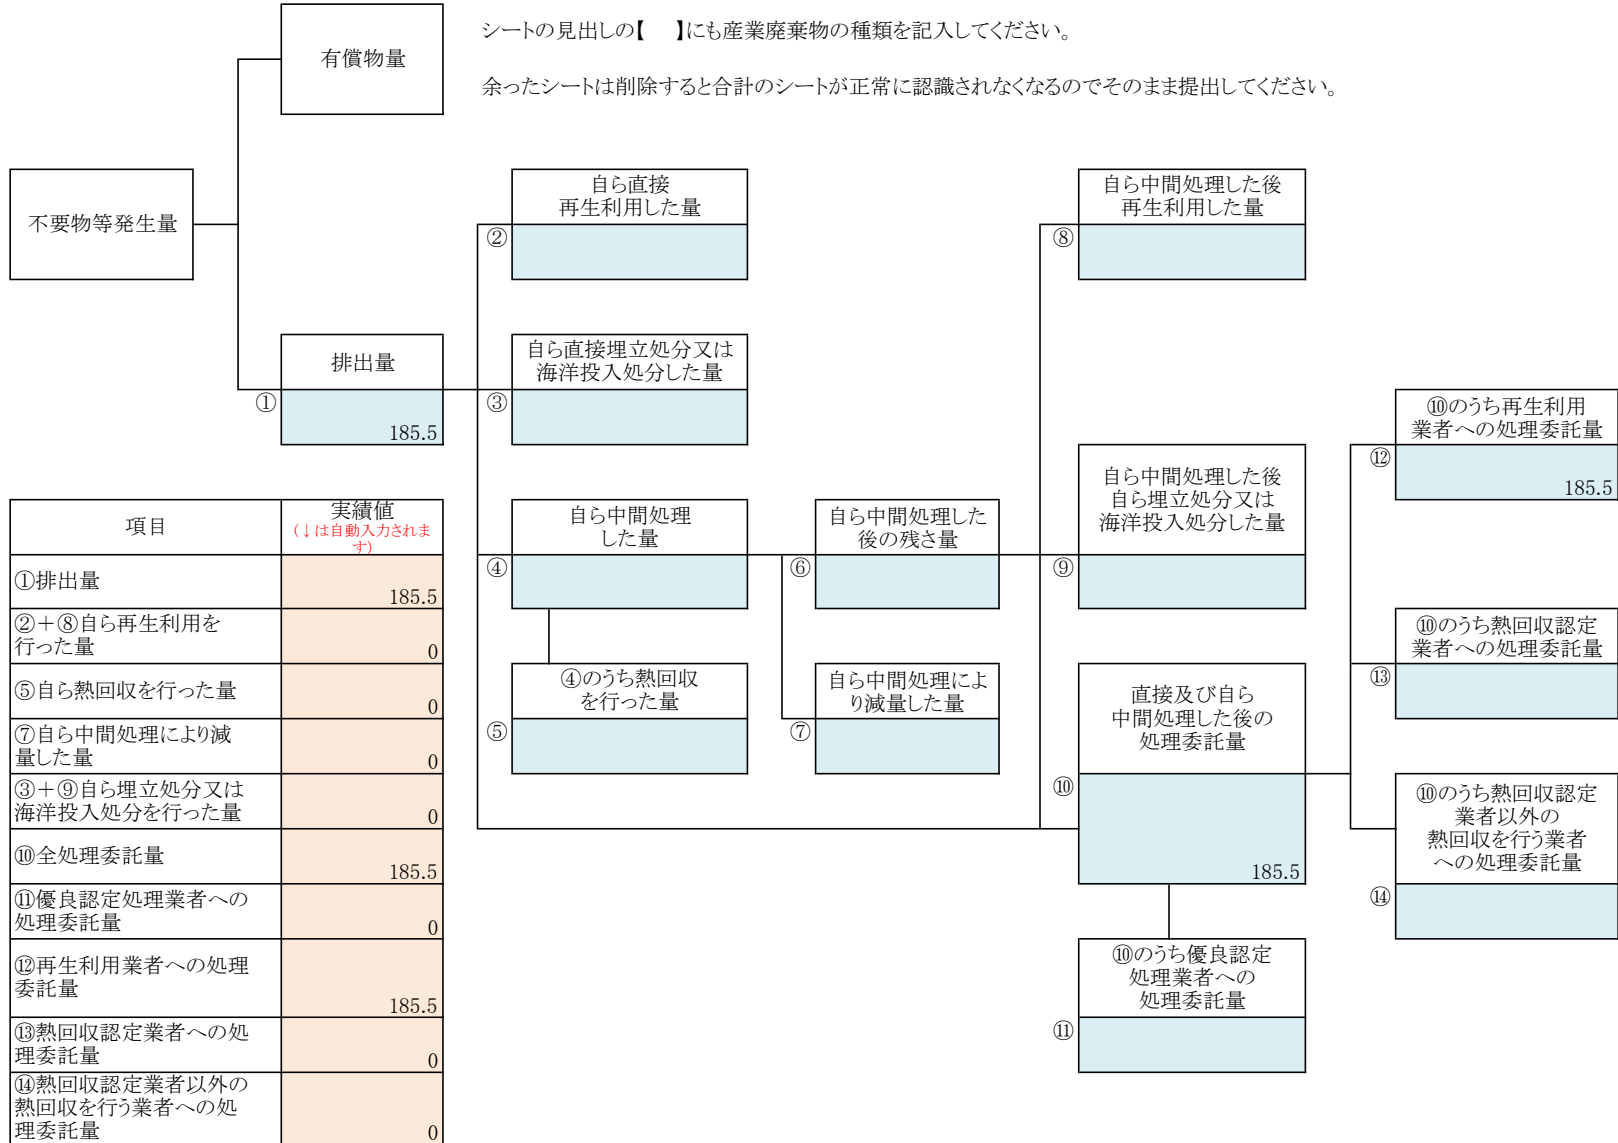 シートの見出しの【　】にも産業廃棄物の種類を記入してください。
余ったシートは削除すると合計のシートが正常に認識されなくなるのでそのまま提出してください。
有償物量
不要物等発生量
自ら直接
再生利用した量
②
自ら中間処理した後
再生利用した量
⑧
排出量
①
185.5
自ら直接埋立処分又は
海洋投入処分した量
③
⑩のうち再生利用
業者への処理委託量
⑫
185.5
自ら中間処理した後
自ら埋立処分又は
海洋投入処分した量
⑨
自ら中間処理
した量
④
自ら中間処理した
後の残さ量
⑥
⑩のうち熱回収認定
業者への処理委託量
⑬
④のうち熱回収
を行った量
⑤
自ら中間処理によ
り減量した量
⑦
直接及び自ら
中間処理した後の
処理委託量
⑩
185.5
⑩のうち熱回収認定
業者以外の
熱回収を行う業者
への処理委託量
⑭
⑩のうち優良認定
処理業者への
処理委託量
⑪
項目
実績値
（↓は自動入力されま
す）
①排出量
185.5
②＋⑧自ら再生利用を
行った量
0
⑤自ら熱回収を行った量
0
⑦自ら中間処理により減
量した量
0
③＋⑨自ら埋立処分又は
海洋投入処分を行った量
0
⑩全処理委託量
185.5
⑪優良認定処理業者への
処理委託量
0
⑫再生利用業者への処理
委託量
185.5
⑬熱回収認定業者への処
理委託量
0
⑭熱回収認定業者以外の
熱回収を行う業者への処
理委託量
0